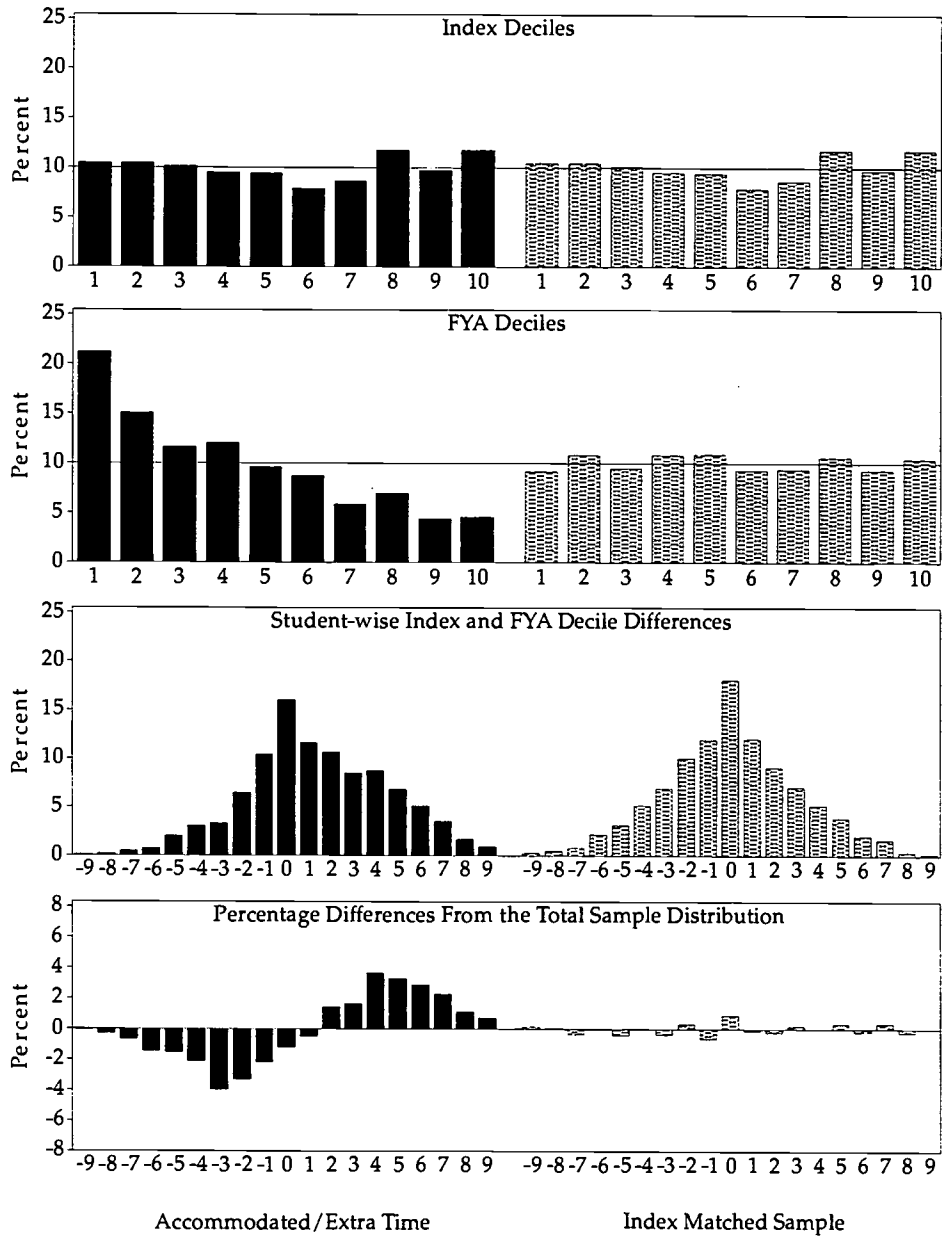 Index Deciles
Percent
25
20
15
10
5
0
1 2 3 4 5 6 7 8 9 10 1 2 3 4 5 6 7 8 9 10
FYA Deciles
Percent
25
20
15
10
5
0
1 2 3 4 5 6 7 8 9 10 1 2 3 4 5 6 7 8 9 10
Student-wise Index and FYA Decile Differences
Percent
25
20
15
10
5
0
-9 -8 -7 -6 -5 -4 -3 -2 -1 0 1 2 3 4 5 6 7 8 9 -9 -8 -7 -6 -5 -4 -3 -2 -1 0 1 2 3 4 5 6 7 8 9
Percentage Differences From the Total Sample Distribution
Percent
8
6
4
2
0
-2
-4
-6
-8
-9 -8 -7 -6 -5 -4 -3 -2 -1 0 1 2 3 4 5 6 7 8 9 -9 -8 -7 -6 -5 -4 -3 -2 -1 0 1 2 3 4 5 6 7 8 9
Accommodated/Extra Time Index Matched Sample